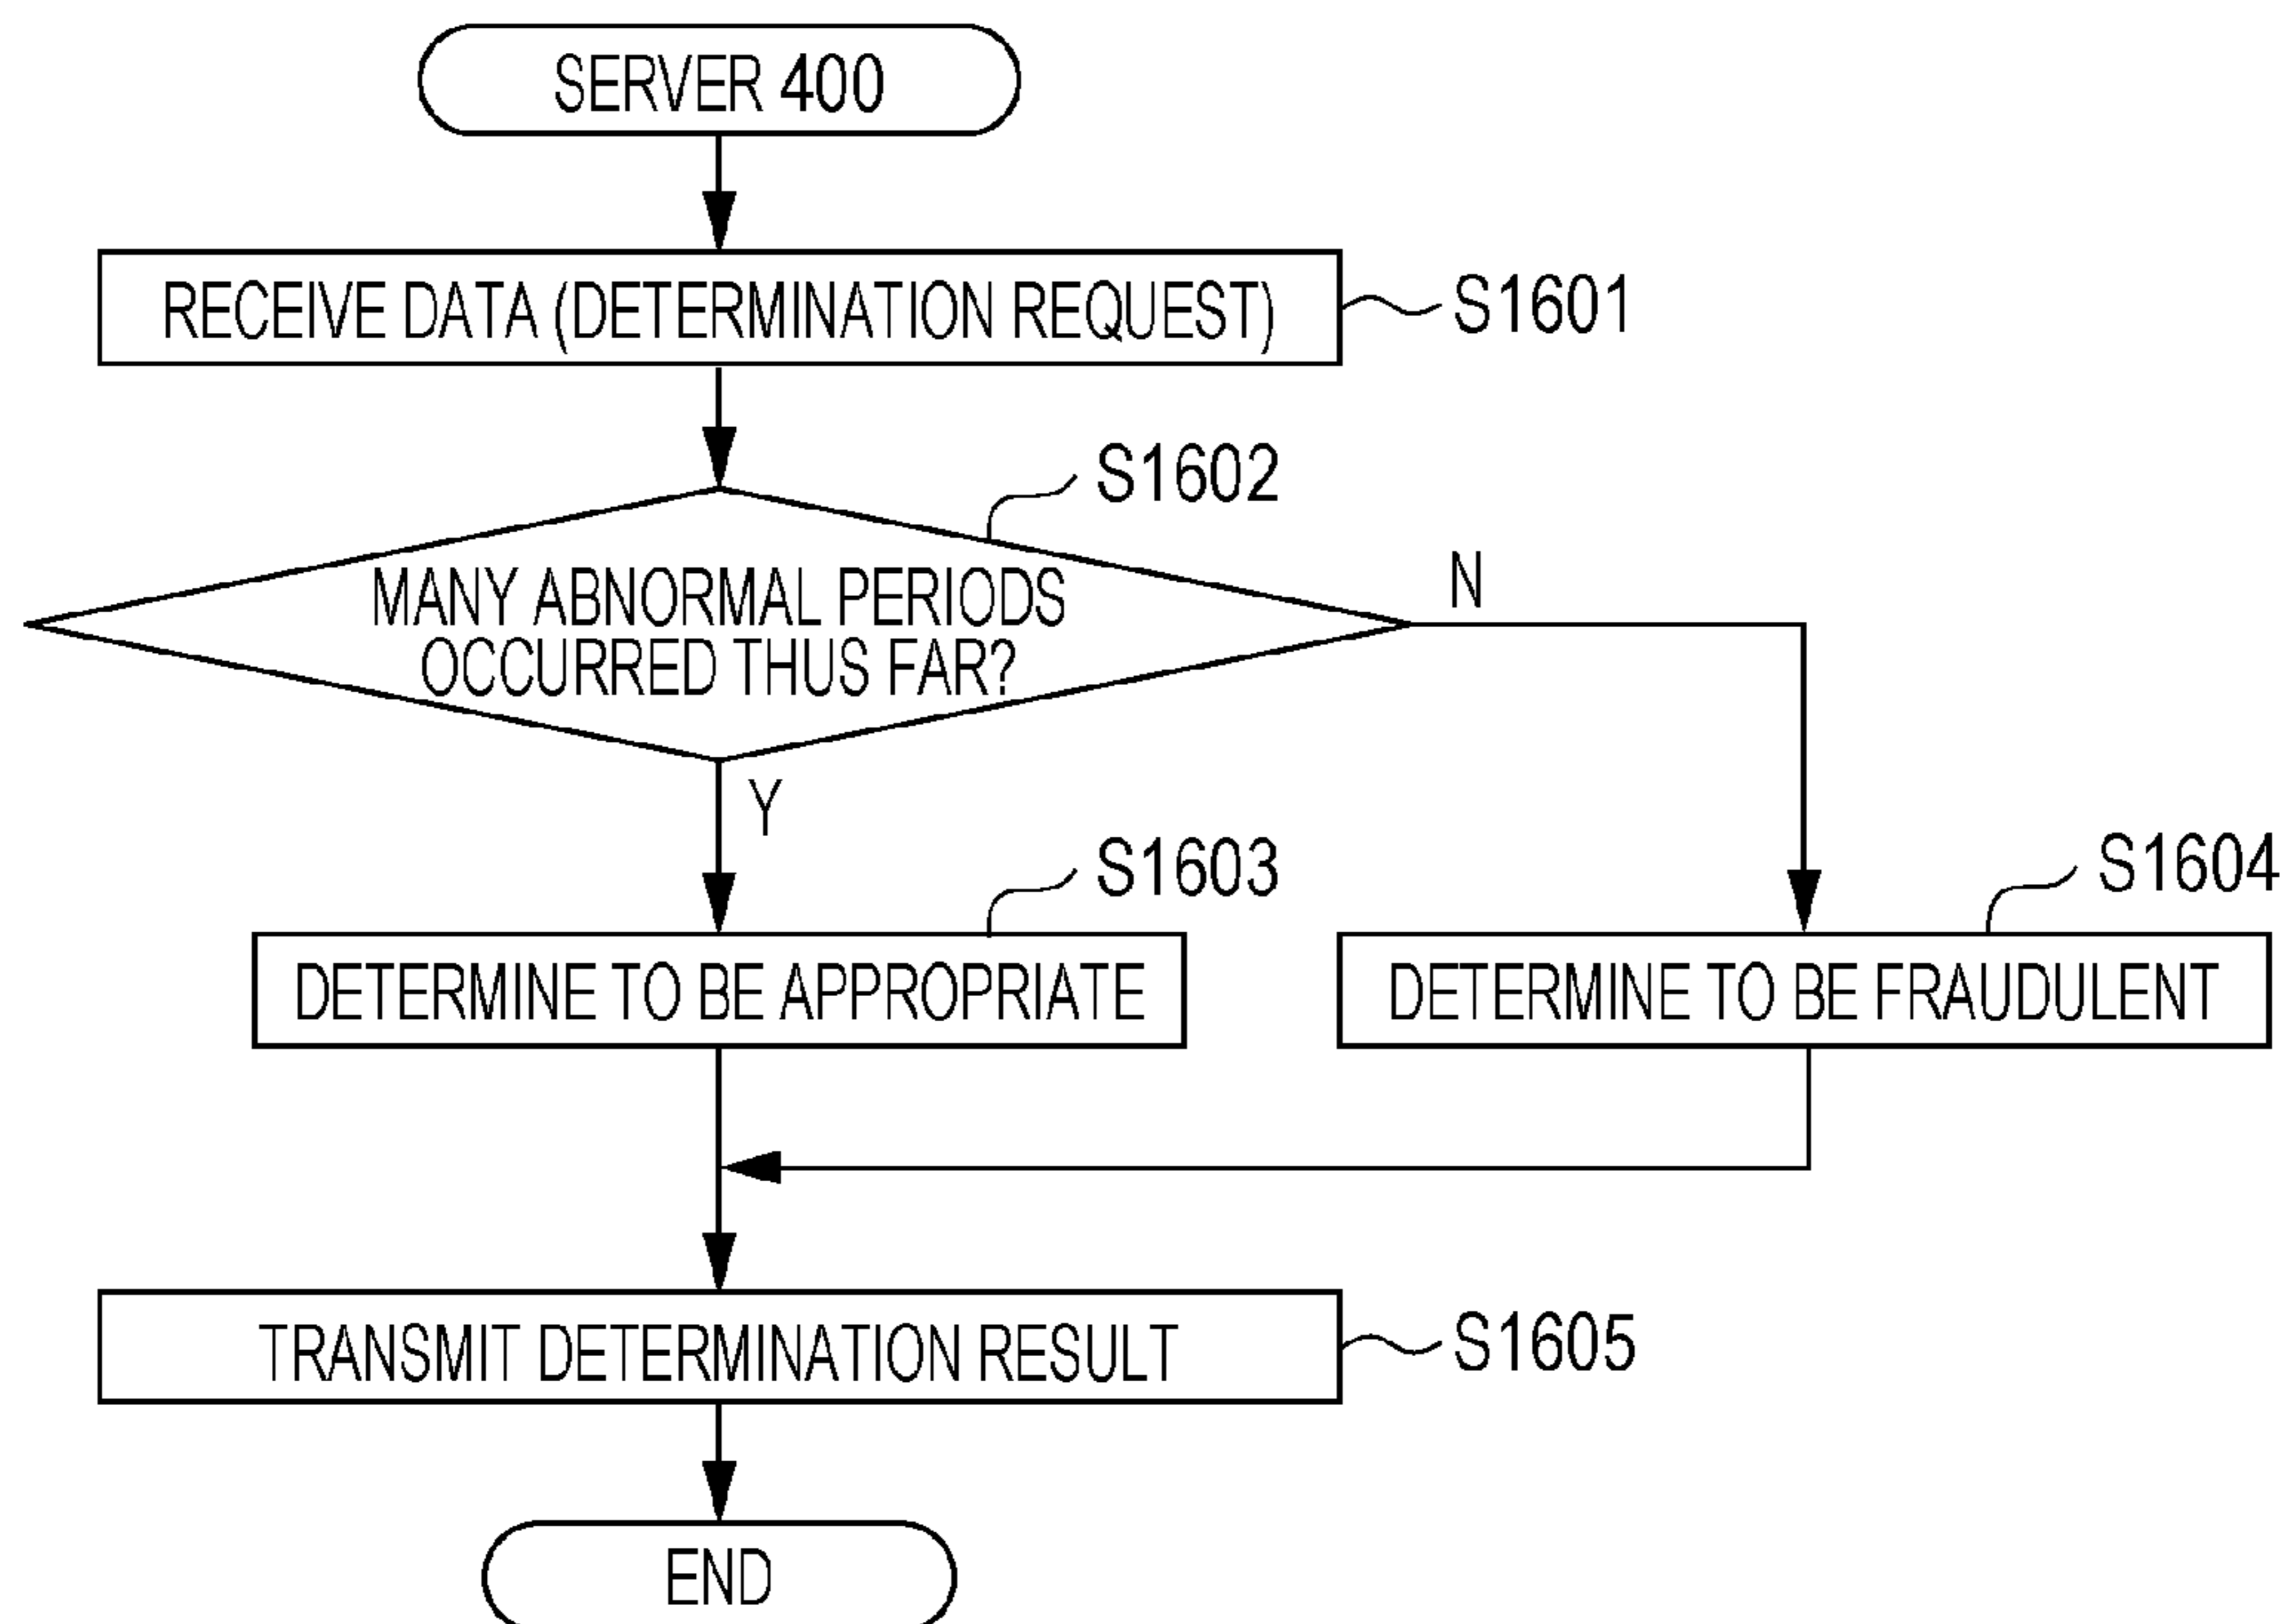 SERVER 400
RECEIVE DATA (DETERMINATION REQUEST)
S1601
S1602
MANY ABNORMAL PERIODS
OCCURRED THUS FAR?
N
Y
S1603
S1604
DETERMINE TO BE APPROPRIATE
DETERMINE TO BE FRAUDULENT
TRANSMIT DETERMINATION RESULT
S1605
END